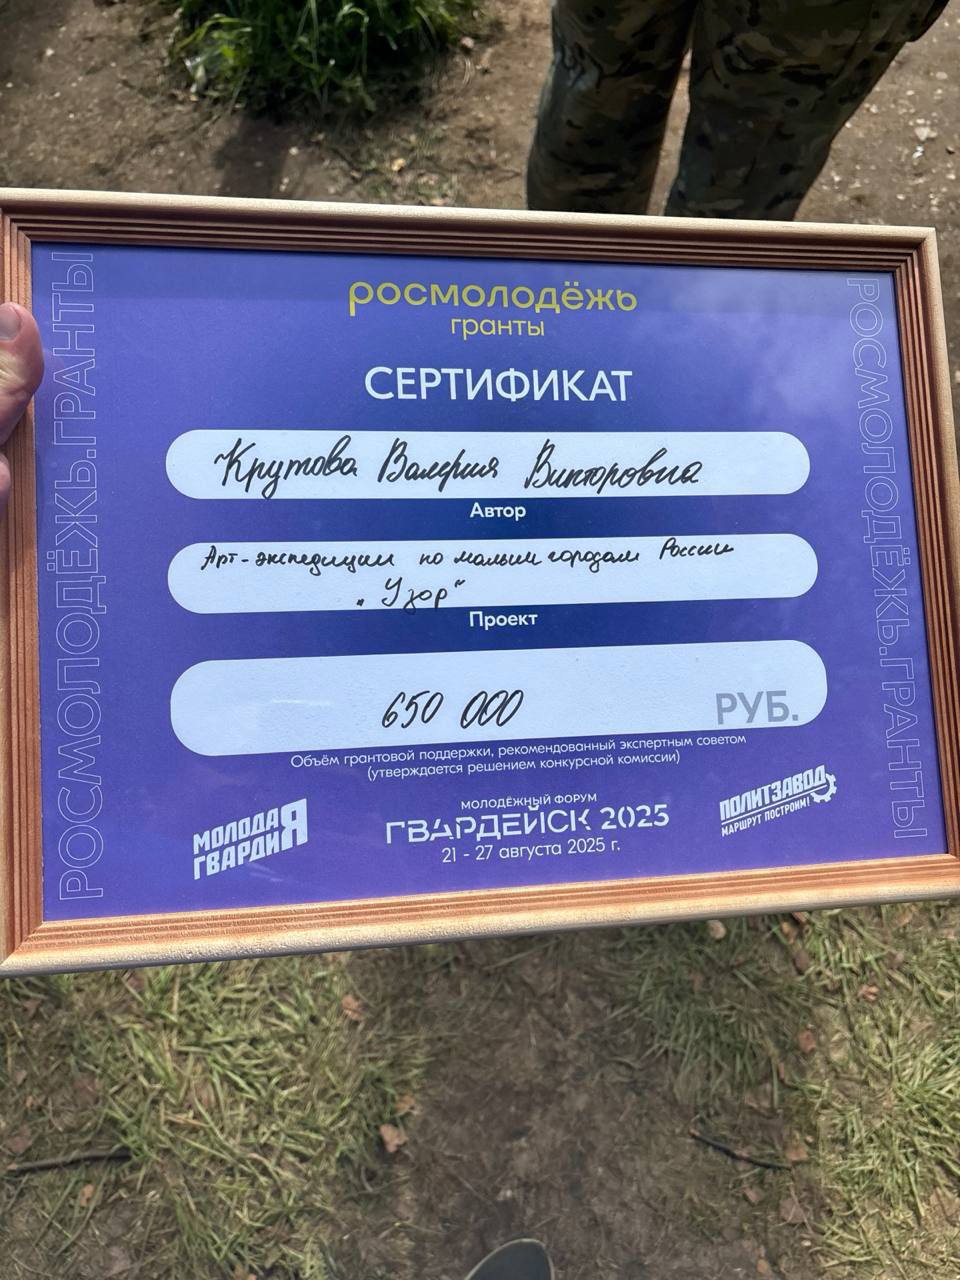 росмолодёжь
гранты
СЕРТИФИКАТ
Крутова Валерия Викторовна
Автор
Арт-экспедиции по малым городам России
„Узор“
Проект
650 000 РУБ.
Объём грантовой поддержки, рекомендованный экспертным советом
(утверждается решением конкурсной комиссии)
МОЛОДАЯ
ГВАРДИЯ
МОЛОДЁЖНЫЙ ФОРУМ
ГВАРДЕЙСК 2025
21 - 27 августа 2025 г.
ПОЛИТЗАВОД
МАРШРУТ ПОСТРОИМ!
РОСМОЛОДЁЖЬ.ГРАНТЫ
РОСМОЛОДЁЖЬ.ГРАНТЫ